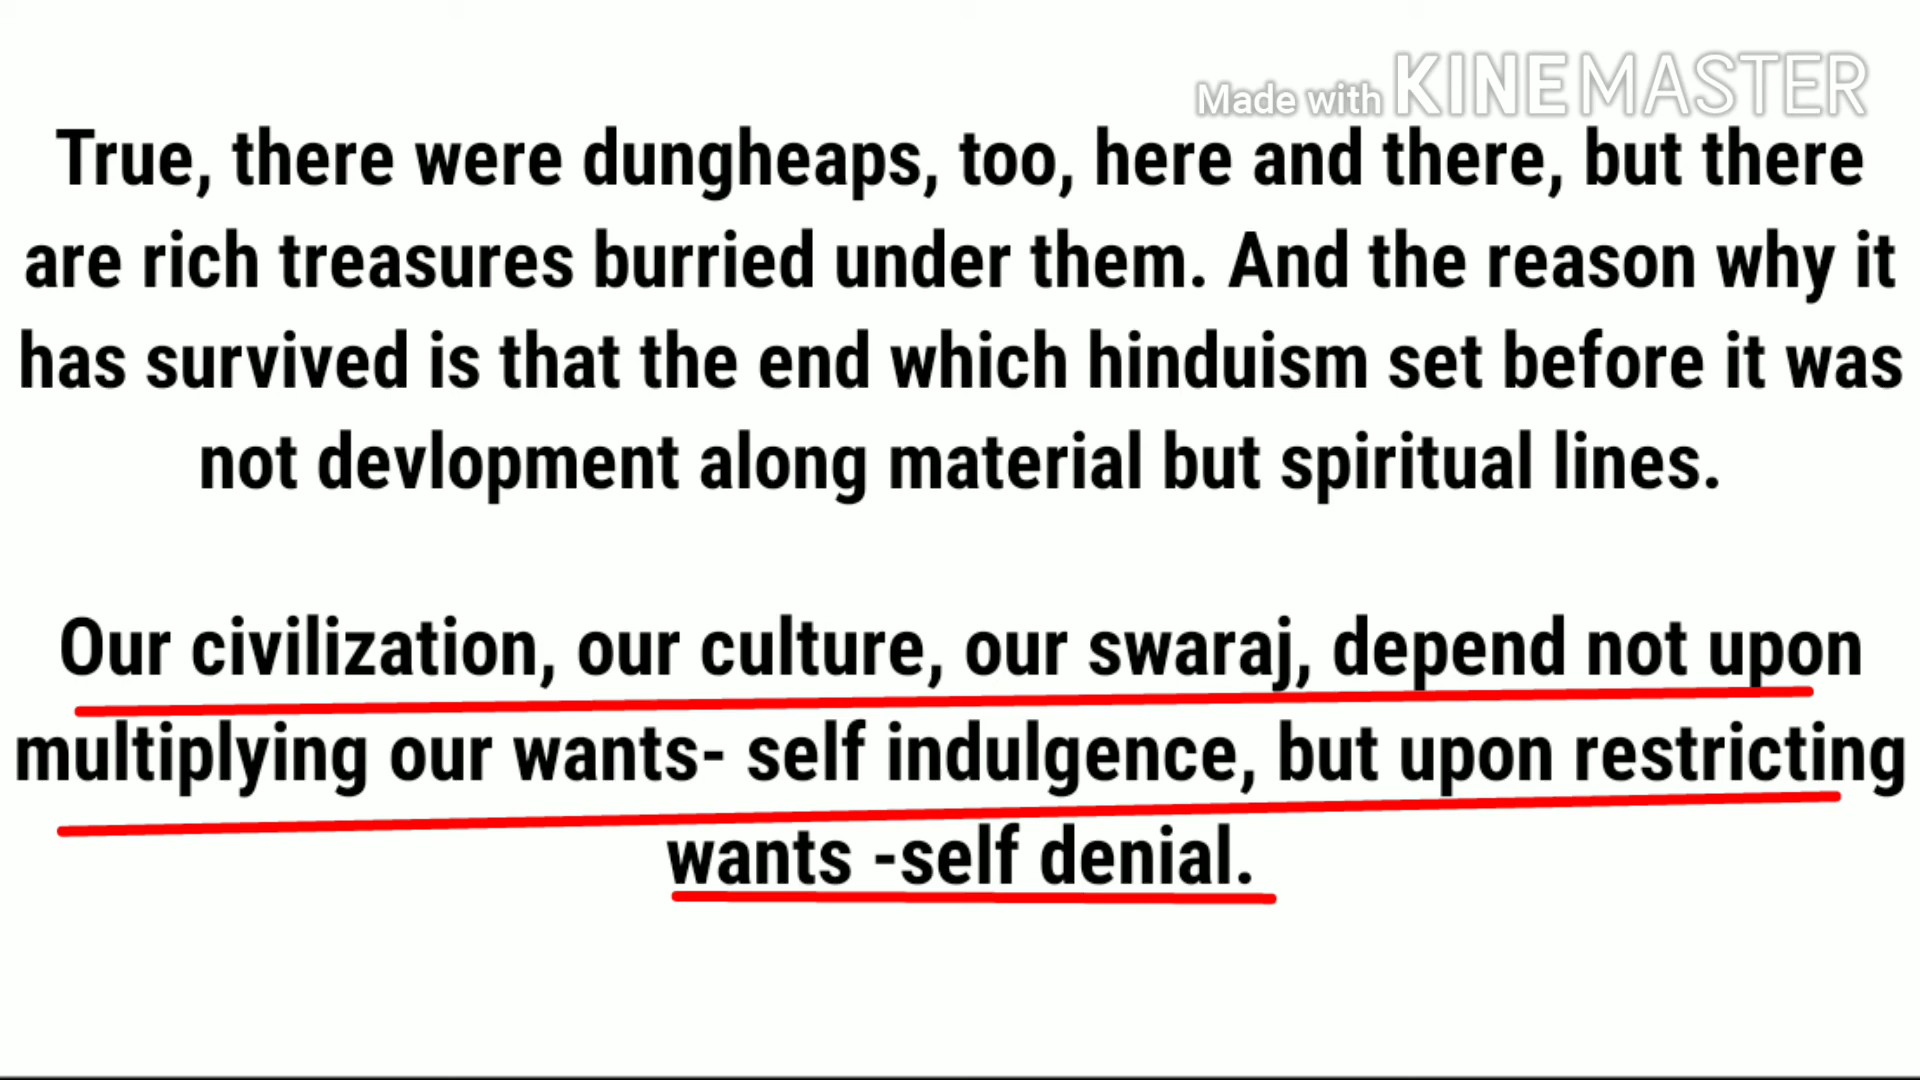 Made with KINEMASTER
True, there were dungheaps, too, here and there, but there
are rich treasures burried under them. And the reason why it
has survived is that the end which hinduism set before it was
not devlopment along material but spiritual lines.
Our civilization, our culture, our swaraj, depend not upon
multiplying our wants- self indulgence, but upon restricting
wants -self denial.